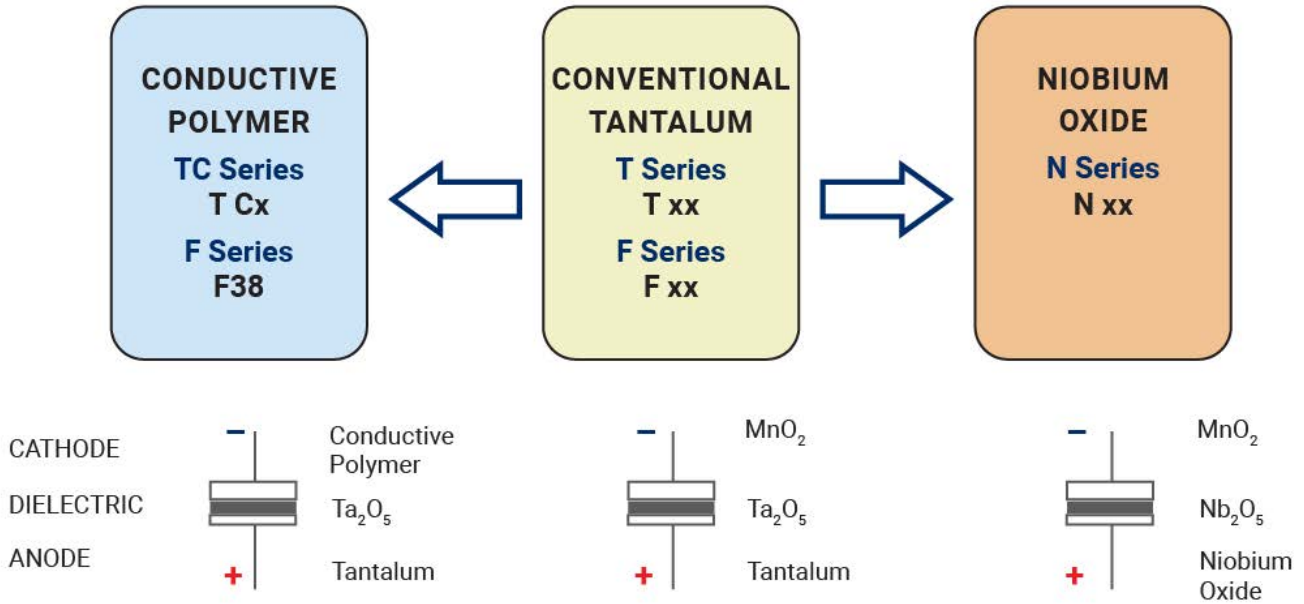 CONDUCTIVE
POLYMER
TC Series
T Cx
F Series
F38
CONVENTIONAL
TANTALUM
T Series
T xx
F Series
F xx
NIOBIUM
OXIDE
N Series
N xx
CATHODE
DIELECTRIC
ANODE
–
Conductive
Polymer
Ta₂O₅
+
Tantalum
–
MnO₂
Ta₂O₅
+
Tantalum
–
MnO₂
Nb₂O₅
+
Niobium
Oxide